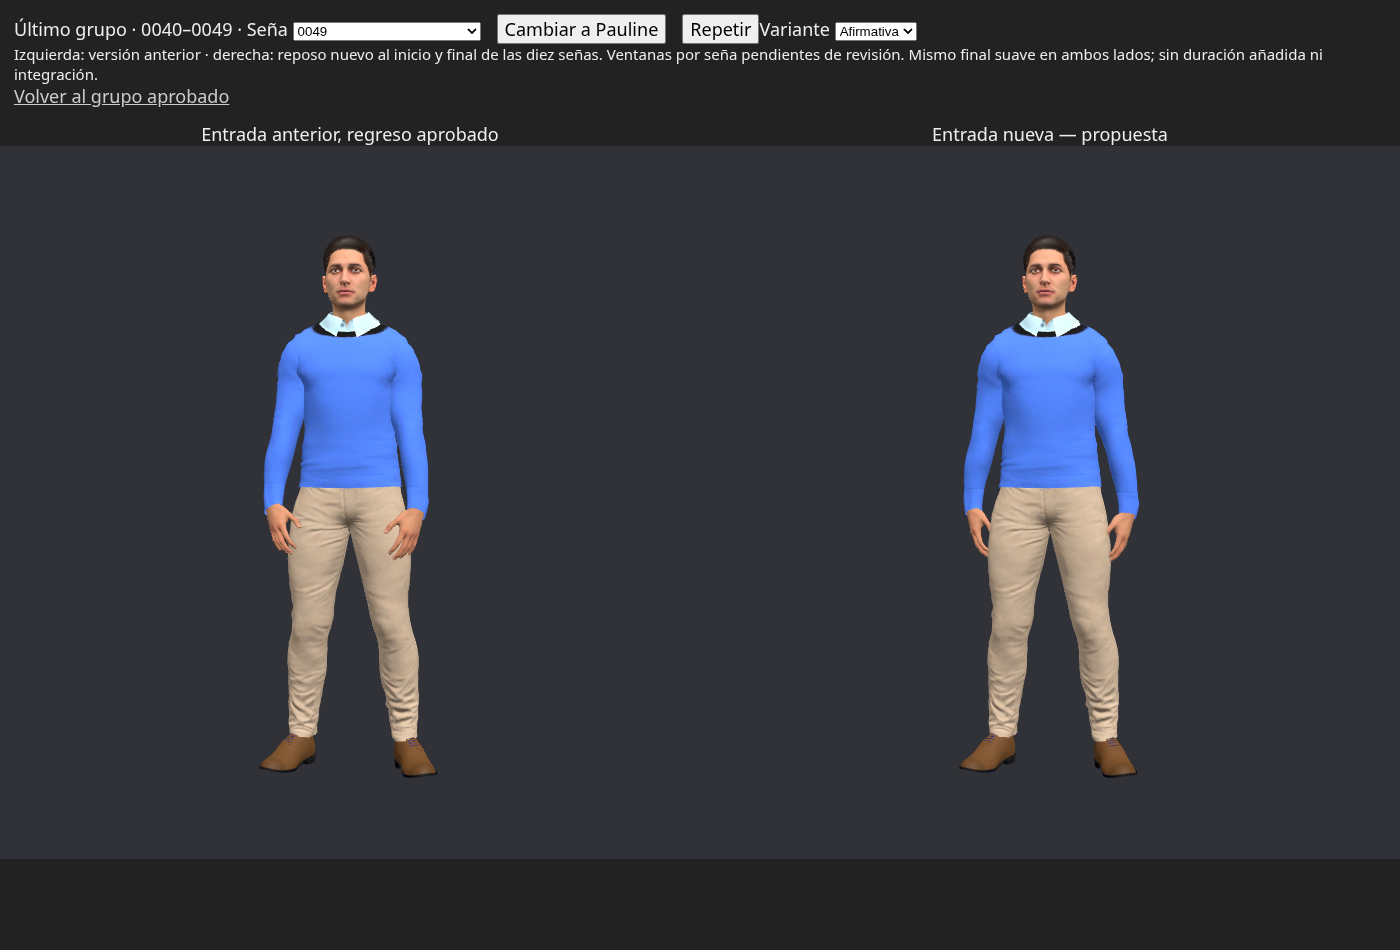 Último grupo · 0040–0049 · Seña 0049 Cambiar a Pauline Repetir Variante Afirmativa
Izquierda: versión anterior · derecha: reposo nuevo al inicio y final de las diez señas. Ventanas por seña pendientes de revisión. Mismo final suave en ambos lados; sin duración añadida ni
integración.
Volver al grupo aprobado
Entrada anterior, regreso aprobado
Entrada nueva — propuesta